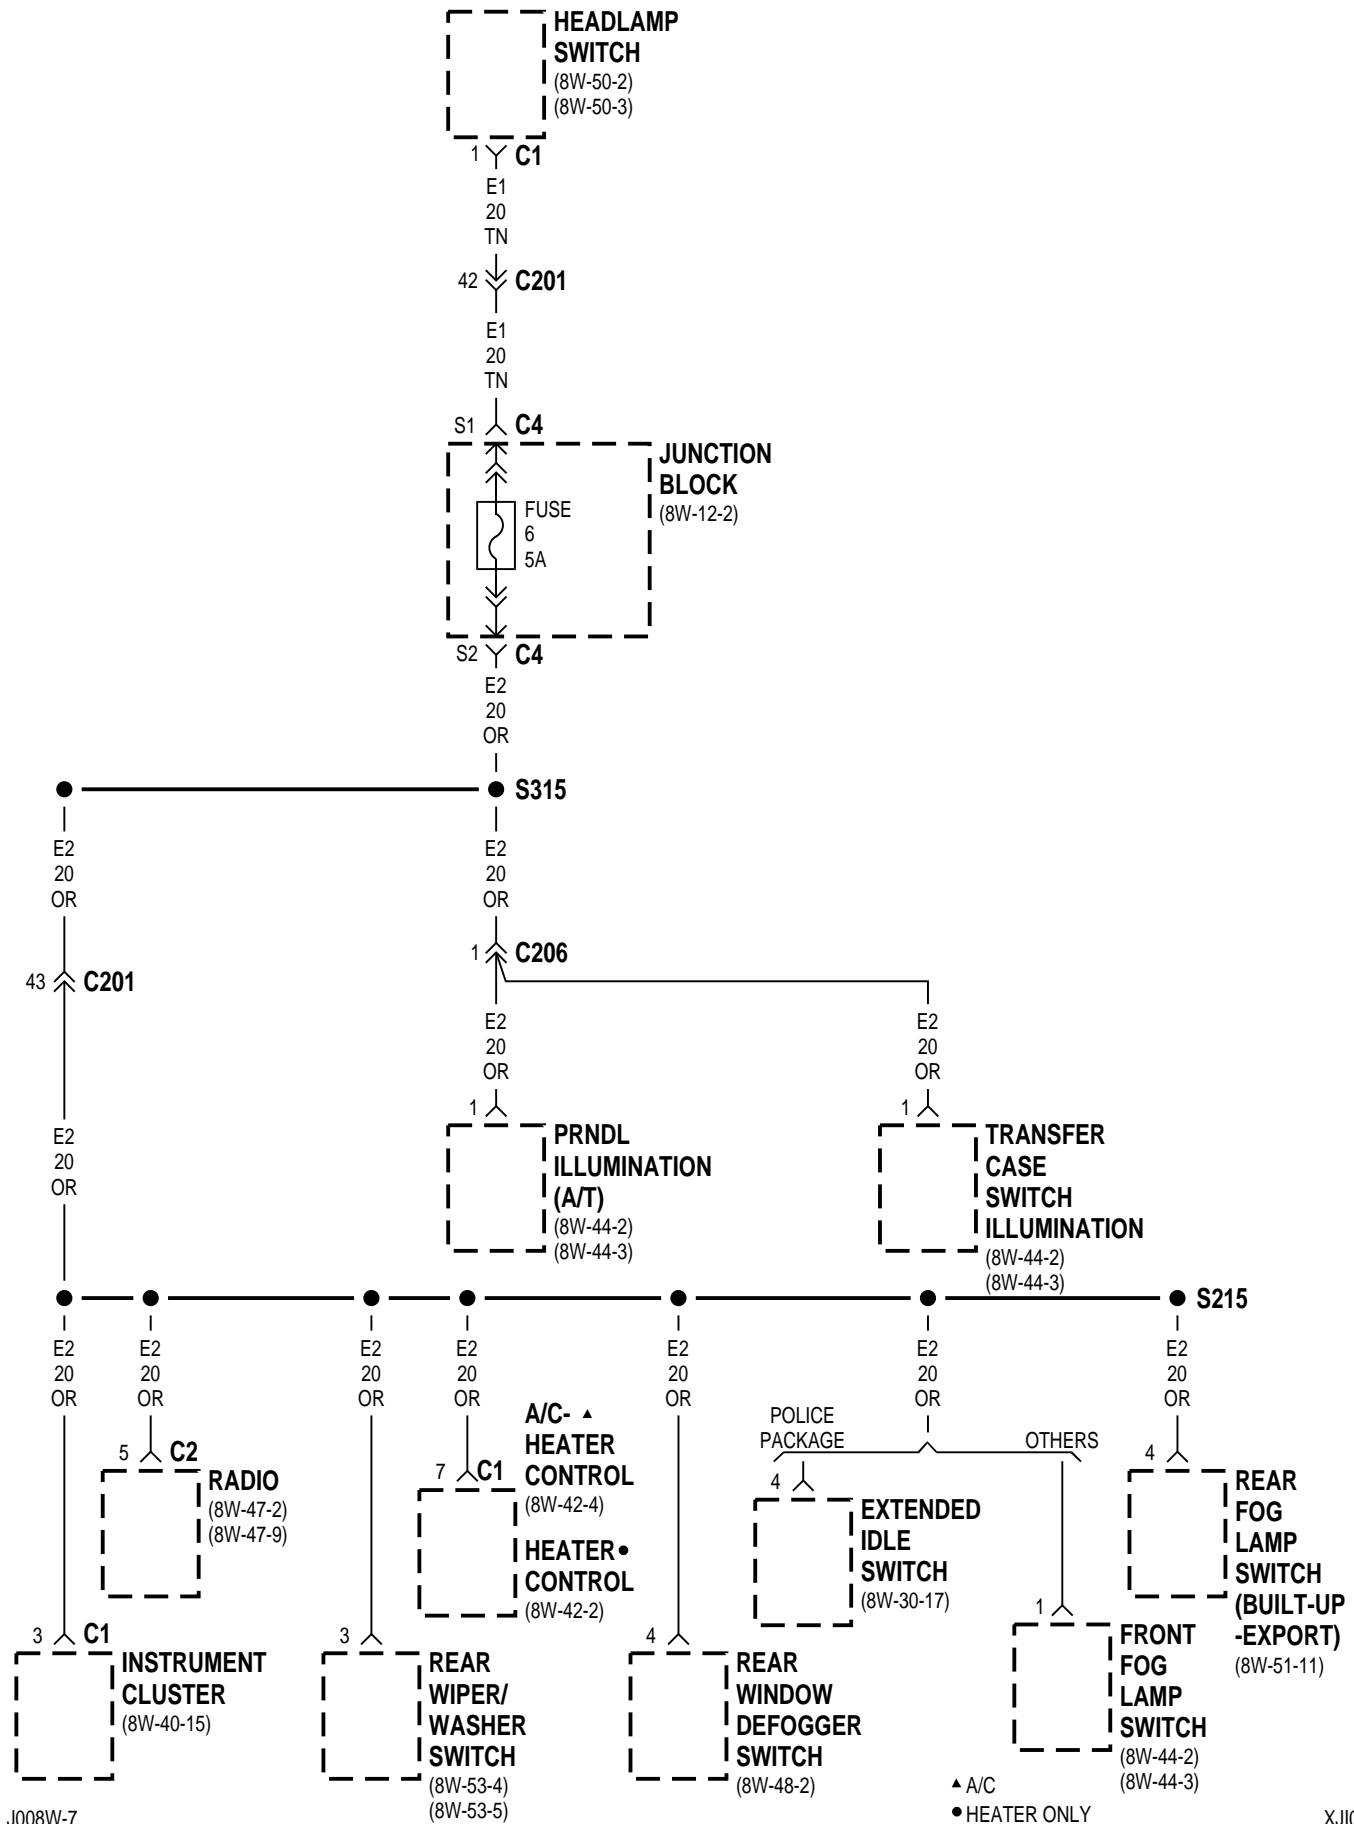 HEADLAMP
SWITCH
(8W-50-2)
(8W-50-3)
1
C1
E1
20
TN
42
C201
E1
20
TN
S1
C4
JUNCTION
BLOCK
(8W-12-2)
FUSE
6
5A
S2
C4
E2
20
OR
S315
E2
20
OR
E2
20
OR
1
C206
43
C201
E2
20
OR
E2
20
OR
E2
20
OR
1
PRNDL
ILLUMINATION
(A/T)
(8W-44-2)
(8W-44-3)
1
TRANSFER
CASE
SWITCH
ILLUMINATION
(8W-44-2)
(8W-44-3)
S215
E2
20
OR
E2
20
OR
E2
20
OR
E2
20
OR
E2
20
OR
E2
20
OR
E2
20
OR
5
C2
RADIO
(8W-47-2)
(8W-47-9)
7
C1
A/C- ▲
HEATER
CONTROL
(8W-42-4)
HEATER●
CONTROL
(8W-42-2)
POLICE
PACKAGE
OTHERS
4
EXTENDED
IDLE
SWITCH
(8W-30-17)
4
REAR
FOG
LAMP
SWITCH
(BUILT-UP
-EXPORT)
(8W-51-11)
3
C1
INSTRUMENT
CLUSTER
(8W-40-15)
3
REAR
WIPER/
WASHER
SWITCH
(8W-53-4)
(8W-53-5)
4
REAR
WINDOW
DEFOGGER
SWITCH
(8W-48-2)
1
FRONT
FOG
LAMP
SWITCH
(8W-44-2)
(8W-44-3)
▲ A/C
● HEATER ONLY
J008W-7